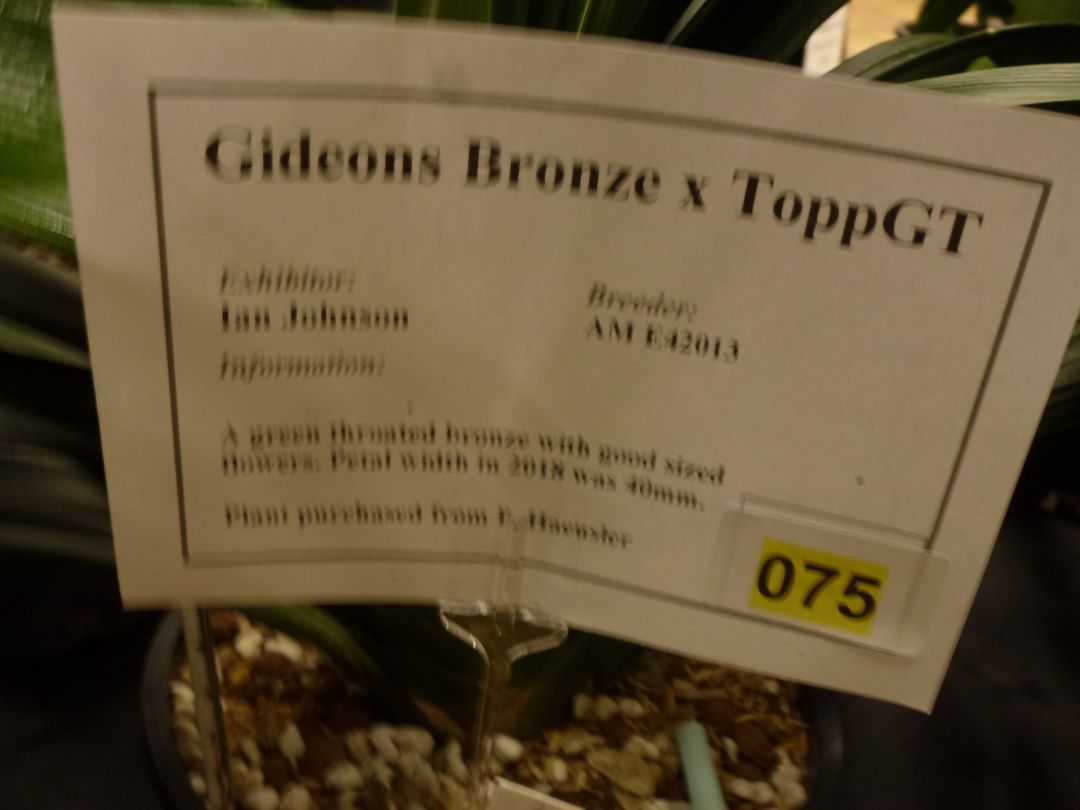 Gideons Bronze x ToppGT
Exhibitor:
Ian Johnson
Breeder:
AM E42013
Information:
A green throated bronze with good sized
flowers. Petal width in 2018 was 40mm.
Plant purchased from F. Haeusler
075